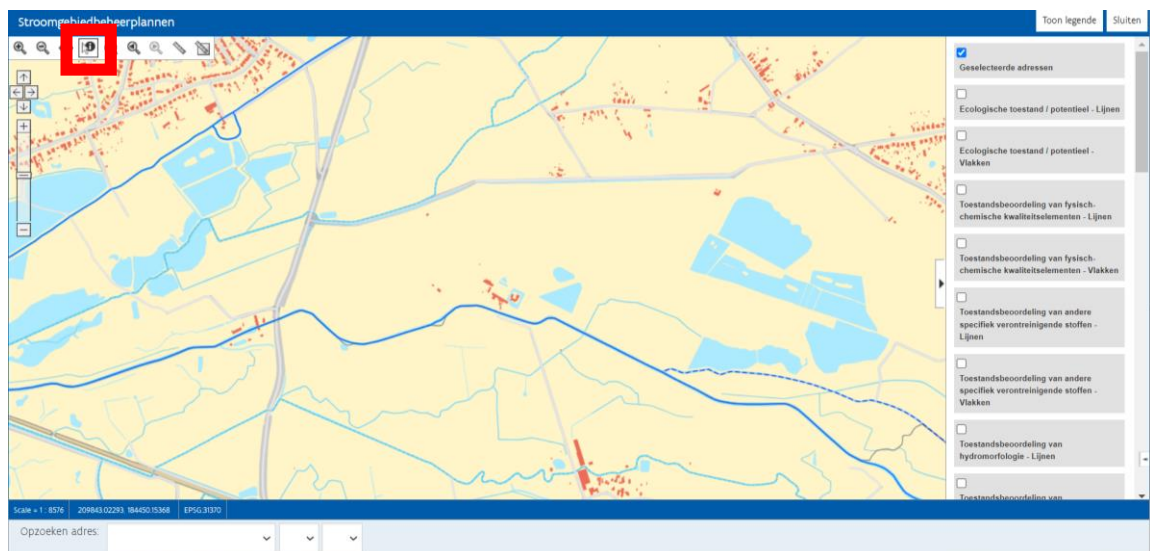 Stroomgebiedbeheerplannen
Toon legende
Sluiten
Geselecteerde adressen
Ecologische toestand / potentieel - Lijnen
Ecologische toestand / potentieel -
Vlakken
Toestandsbeoordeling van fysisch-
chemische kwaliteitselementen - Lijnen
Toestandsbeoordeling van fysisch-
chemische kwaliteitselementen - Vlakken
Toestandsbeoordeling van andere
specifiek verontreinigende stoffen -
Lijnen
Toestandsbeoordeling van andere
specifiek verontreinigende stoffen -
Vlakken
Toestandsbeoordeling van
hydromorfologie - Lijnen
Toestandsbeoordeling van
Scale = 1 : 8576
209843.02293 184450.15368
EPSG:31370
Opzoeken adres: